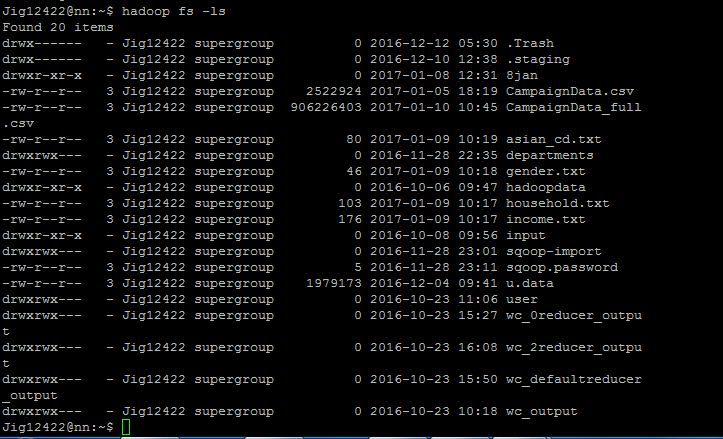 Jig12422@nn:~$ hadoop fs -ls
Found 20 items
drwx------   - Jig12422 supergroup          0 2016-12-12 05:30 .Trash
drwx------   - Jig12422 supergroup          0 2016-12-10 12:38 .staging
drwxr-xr-x   - Jig12422 supergroup          0 2017-01-08 12:31 8jan
-rw-r--r--   3 Jig12422 supergroup    2522924 2017-01-05 18:19 CampaignData.csv
-rw-r--r--   3 Jig12422 supergroup  906226403 2017-01-10 10:45 CampaignData_full
.csv
-rw-r--r--   3 Jig12422 supergroup         80 2017-01-09 10:19 asian_cd.txt
drwxrwx---   - Jig12422 supergroup          0 2016-11-28 22:35 departments
-rw-r--r--   3 Jig12422 supergroup         46 2017-01-09 10:18 gender.txt
drwxr-xr-x   - Jig12422 supergroup          0 2016-10-06 09:47 hadoopdata
-rw-r--r--   3 Jig12422 supergroup        103 2017-01-09 10:17 household.txt
-rw-r--r--   3 Jig12422 supergroup        176 2017-01-09 10:17 income.txt
drwxr-xr-x   - Jig12422 supergroup          0 2016-10-08 09:56 input
drwxrwx---   - Jig12422 supergroup          0 2016-11-28 23:01 sqoop-import
-rw-r--r--   3 Jig12422 supergroup          5 2016-11-28 23:11 sqoop.password
-rw-r--r--   3 Jig12422 supergroup    1979173 2016-12-04 09:41 u.data
drwxrwx---   - Jig12422 supergroup          0 2016-10-23 11:06 user
drwxrwx---   - Jig12422 supergroup          0 2016-10-23 15:27 wc_0reducer_outpu
t
drwxrwx---   - Jig12422 supergroup          0 2016-10-23 16:08 wc_2reducer_outpu
t
drwxrwx---   - Jig12422 supergroup          0 2016-10-23 15:50 wc_defaultreducer
_output
drwxrwx---   - Jig12422 supergroup          0 2016-10-23 10:18 wc_output
Jig12422@nn:~$